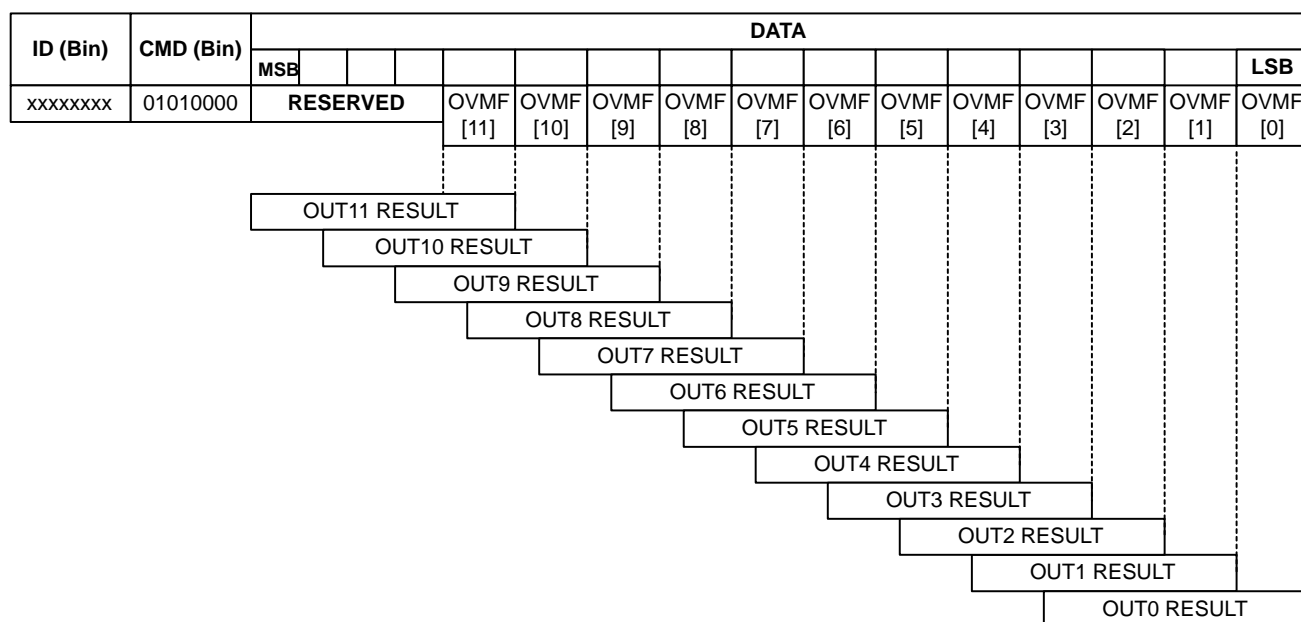 ID (Bin) CMD (Bin) DATA
MSB LSB
xxxxxxxx 01010000 RESERVED OVMF [11] OVMF [10] OVMF [9] OVMF [8] OVMF [7] OVMF [6] OVMF [5] OVMF [4] OVMF [3] OVMF [2] OVMF [1] OVMF [0]
OUT11 RESULT
OUT10 RESULT
OUT9 RESULT
OUT8 RESULT
OUT7 RESULT
OUT6 RESULT
OUT5 RESULT
OUT4 RESULT
OUT3 RESULT
OUT2 RESULT
OUT1 RESULT
OUT0 RESULT